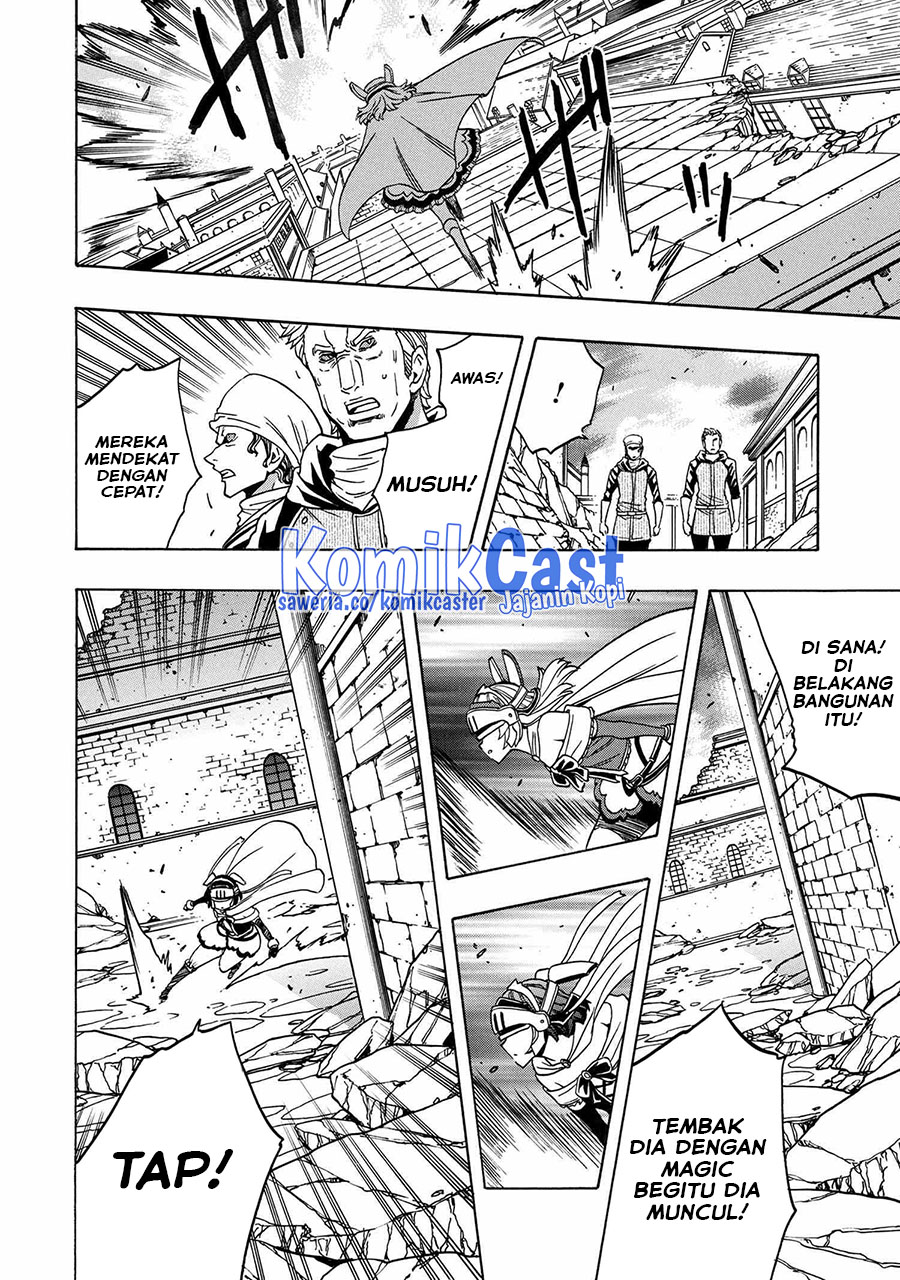 !
AWAS!
MUSUH!
MEREKA
MENDEKAT
DENGAN
CEPAT!
KomikCast
saweria.co/komikcaster Jajanin Kopi
DI SANA!
DI
BELAKANG
BANGUNAN
ITU!
TEMBAK
DIA DENGAN
MAGIC
BEGITU DIA
MUNCUL!
TAP!